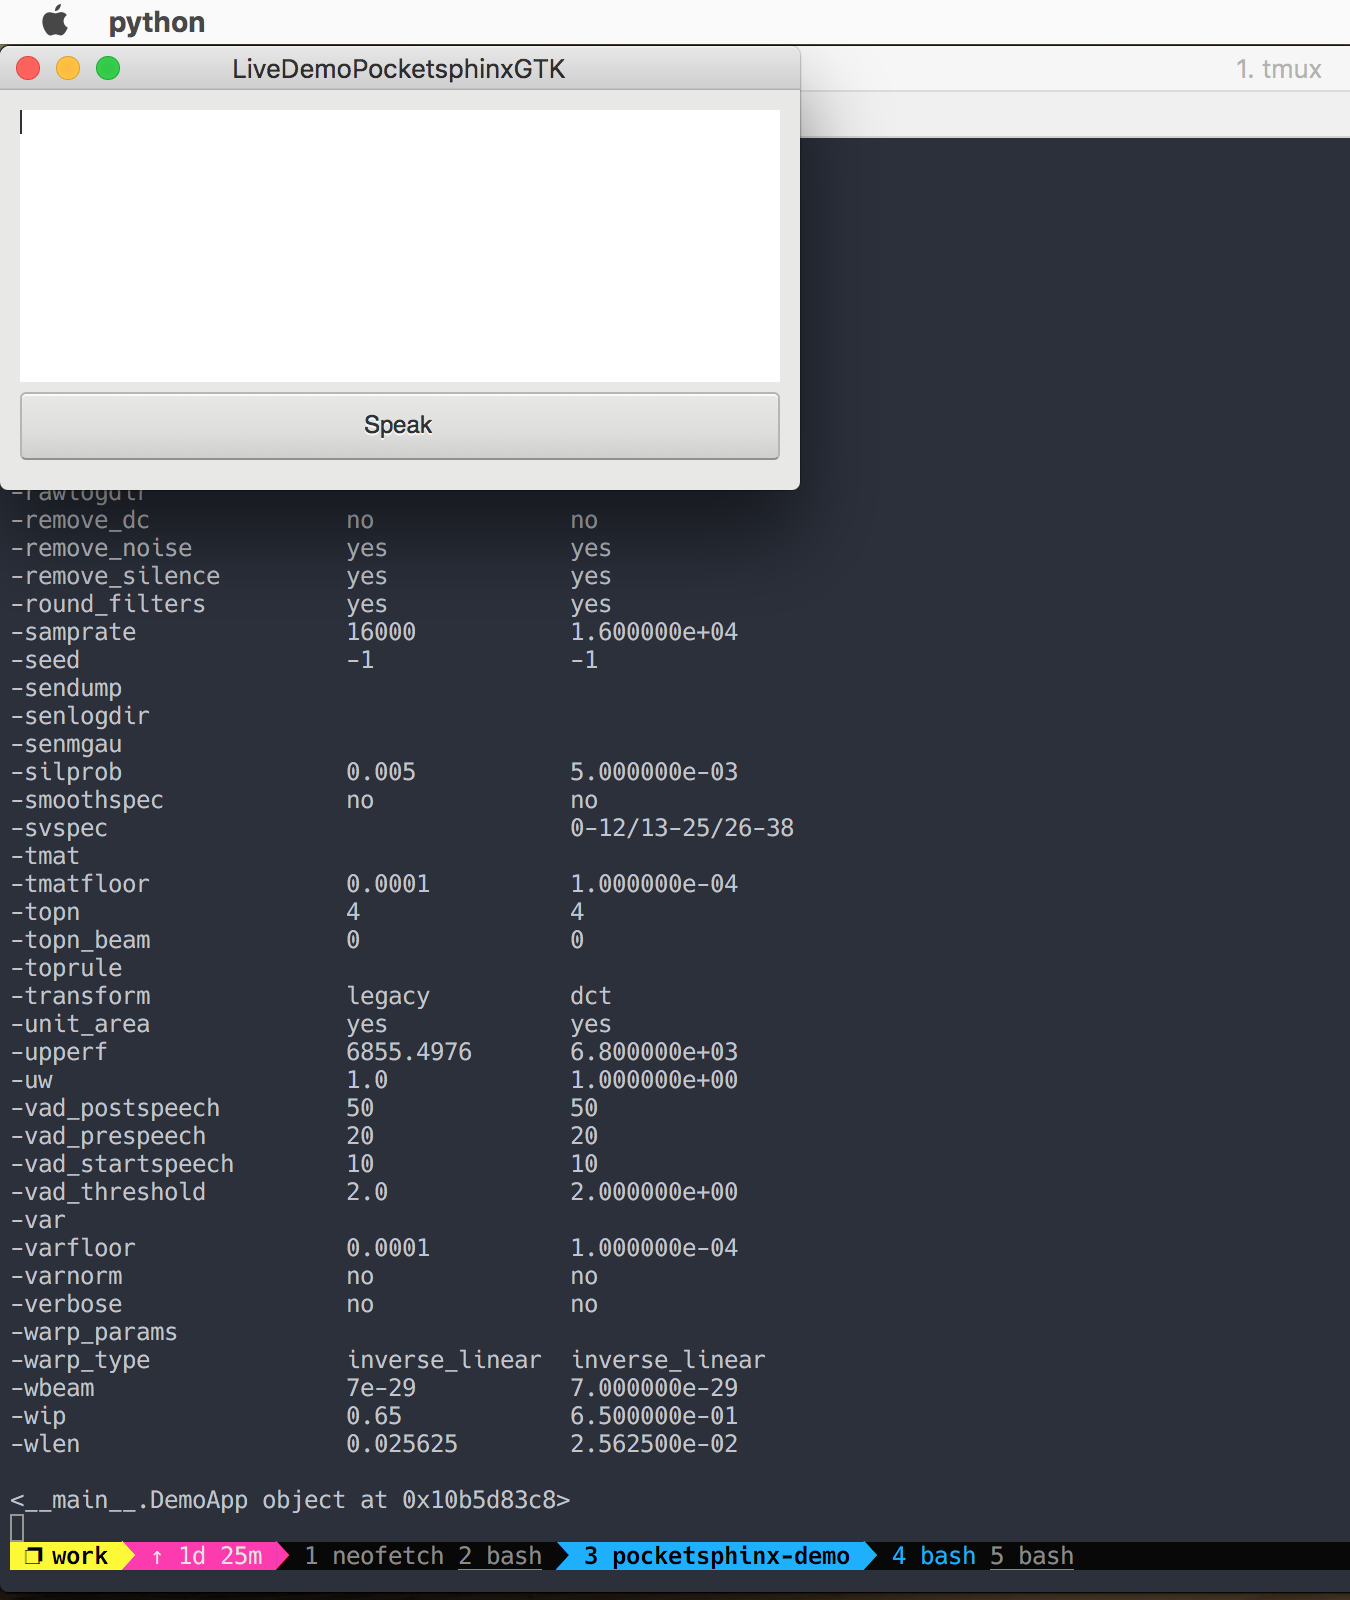 python
LiveDemoPocketsphinxGTK
1. tmux
Speak
-rawlogdir
-remove_dc no no
-remove_noise yes yes
-remove_silence yes yes
-round_filters yes yes
-samprate 16000 1.600000e+04
-seed -1 -1
-sendump
-senlogdir
-senmgau
-silprob 0.005 5.000000e-03
-smoothspec no no
-svspec 0-12/13-25/26-38
-tmat
-tmatfloor 0.0001 1.000000e-04
-topn 4 4
-topn_beam 0 0
-toprule
-transform legacy dct
-unit_area yes yes
-upperf 6855.4976 6.800000e+03
-uw 1.0 1.000000e+00
-vad_postspeech 50 50
-vad_prespeech 20 20
-vad_startspeech 10 10
-vad_threshold 2.0 2.000000e+00
-var
-varfloor 0.0001 1.000000e-04
-varnorm no no
-verbose no no
-warp_params
-warp_type inverse_linear inverse_linear
-wbeam 7e-29 7.000000e-29
-wip 0.65 6.500000e-01
-wlen 0.025625 2.562500e-02
<__main__.DemoApp object at 0x10b5d83c8>
❐ work ↑ 1d 25m 1 neofetch 2 bash 3 pocketsphinx-demo 4 bash 5 bash